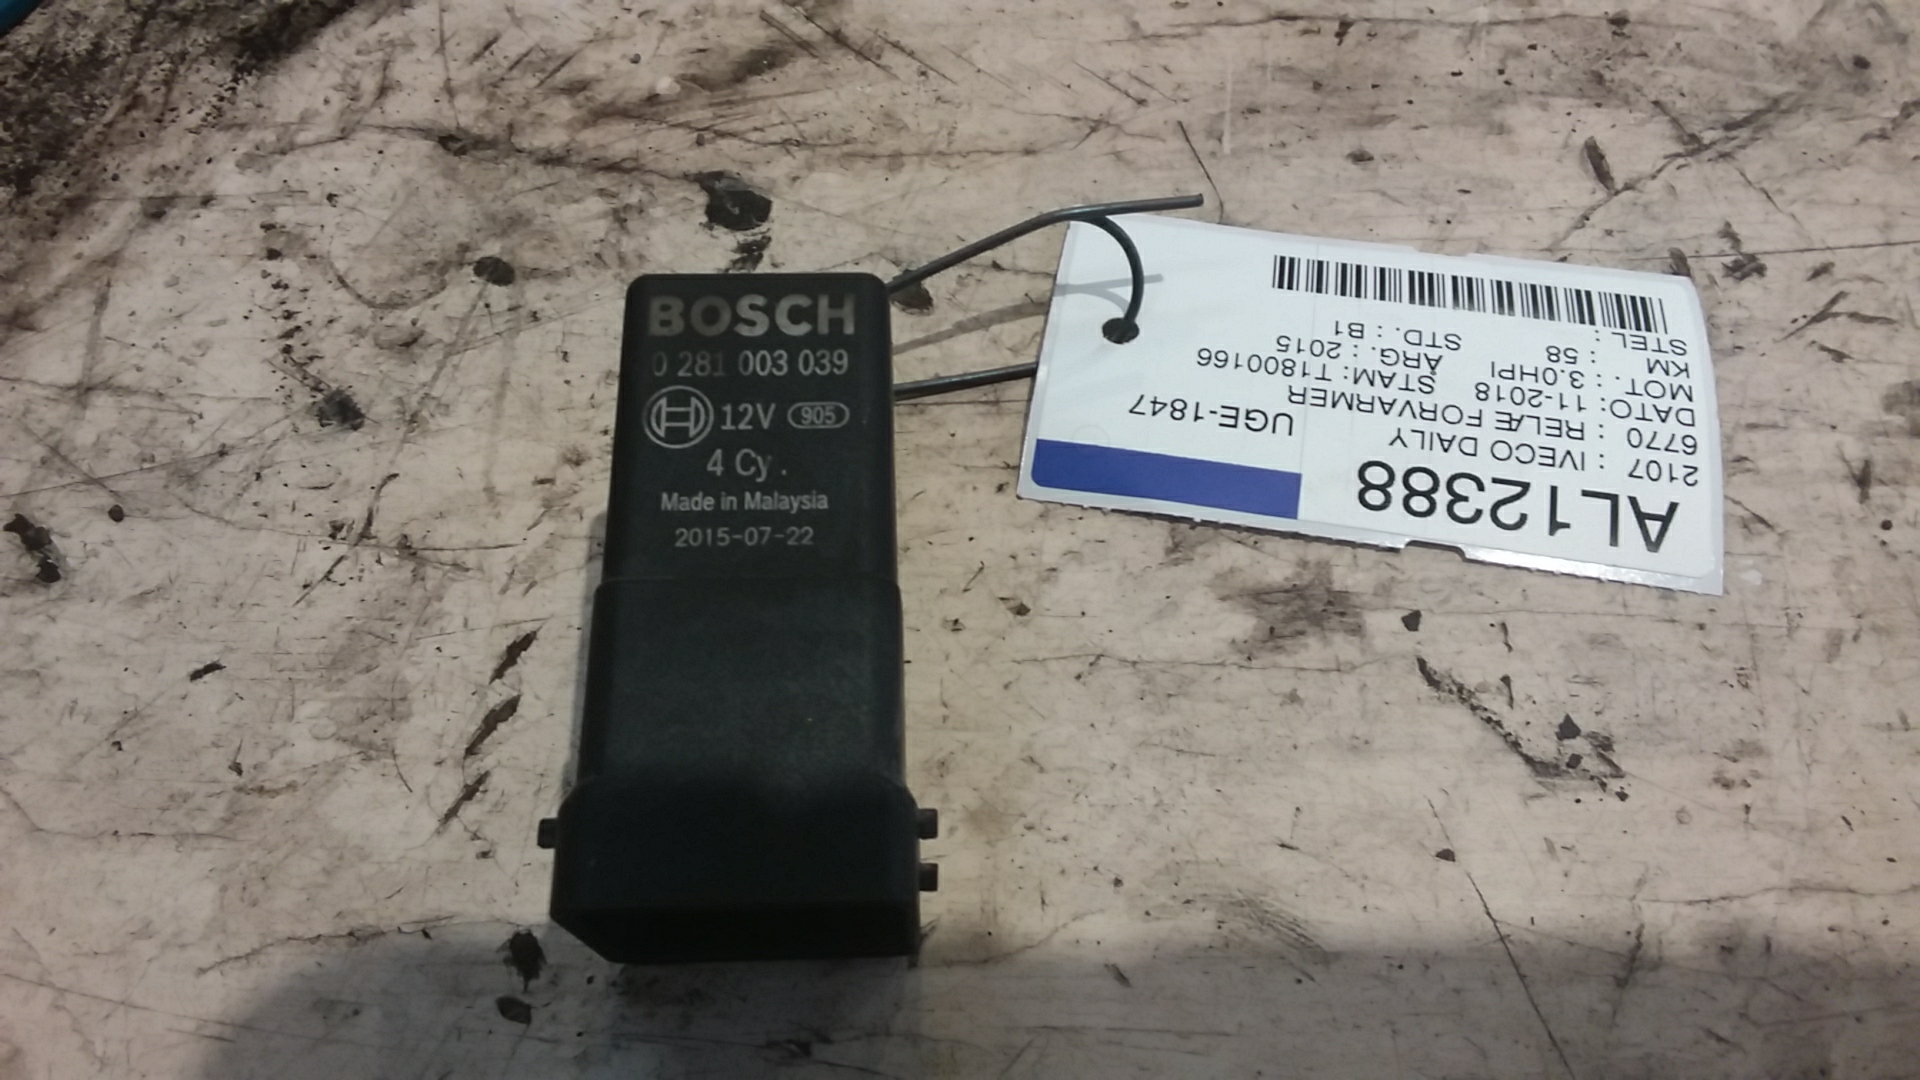 BOSCH
0 281 003 039
12V 905
4 Cy.
Made in Malaysia
2015-07-22
AL12388
2107 : IVECO DAILY
6770 : RELÆ FORVARMER
UGE-1847
DATO: 11-2018 STAM: T1800166
MOT. : 3.0HPI ÅRG. : 2015
KM : 58 STD. : B1
STEL :